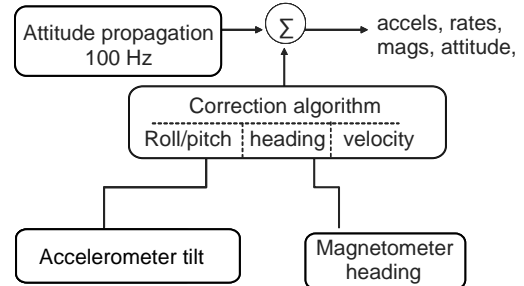 Attitude propagation
100 Hz
Σ
accels, rates,
mags, attitude,
Correction algorithm
Roll/pitch heading velocity
Accelerometer tilt
Magnetometer
heading